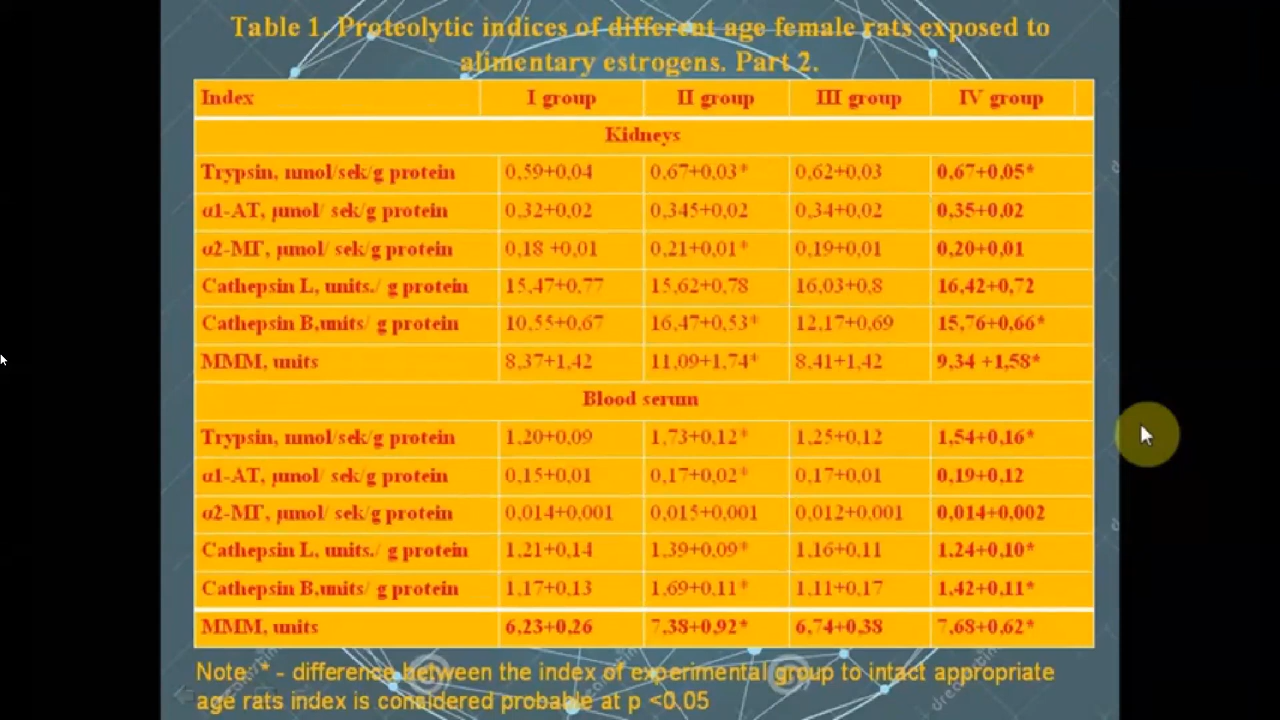 Table 1. Proteolytic indices of different age female rats exposed to
alimentary estrogens. Part 2.
Index I group II group III group IV group
Kidneys
Trypsin, mmol/sek/g protein 0,59+0,04 0,67+0,03* 0,62+0,03 0,67+0,05*
α1-AT, μmol/ sek/g protein 0,32+0,02 0,345+0,02 0,34+0,02 0,35+0,02
α2-МГ, μmol/ sek/g protein 0,18 +0,01 0,21+0,01* 0,19+0,01 0,20+0,01
Cathepsin L, units./ g protein 15,47+0,77 15,62+0,78 16,03+0,8 16,42+0,72
Cathepsin B,units/ g protein 10,55+0,67 16,47+0,53* 12,17+0,69 15,76+0,66*
MMM, units 8,37+1,42 11,09+1,74* 8,41+1,42 9,34 +1,58*
Blood serum
Trypsin, mmol/sek/g protein 1,20+0,09 1,73+0,12* 1,25+0,12 1,54+0,16*
α1-AT, μmol/ sek/g protein 0,15+0,01 0,17+0,02* 0,17+0,01 0,19+0,12
α2-МГ, μmol/ sek/g protein 0,014+0,001 0,015+0,001 0,012+0,001 0,014+0,002
Cathepsin L, units./ g protein 1,21+0,14 1,39+0,09* 1,16+0,11 1,24+0,10*
Cathepsin B,units/ g protein 1,17+0,13 1,69+0,11* 1,11+0,17 1,42+0,11*
MMM, units 6,23+0,26 7,38+0,92* 6,74+0,38 7,68+0,62*
Note: * - difference between the index of experimental group to intact appropriate
age rats index is considered probable at p <0.05